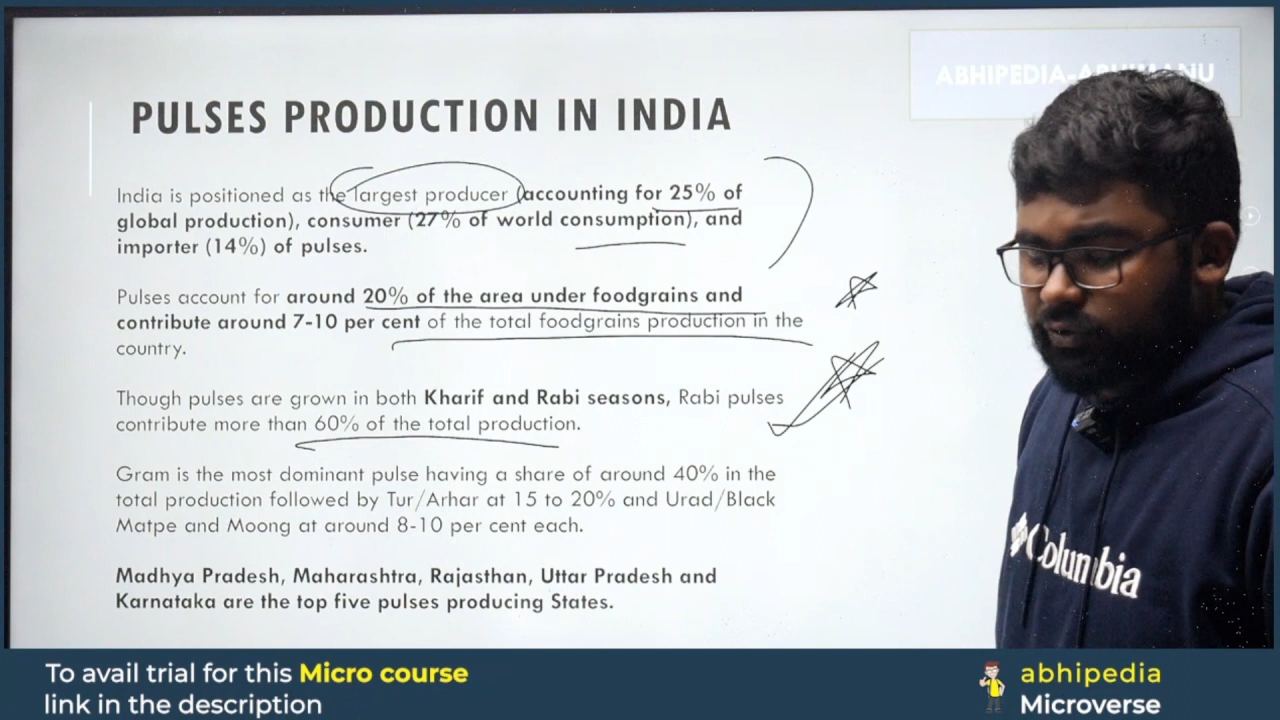 ABHIPEDIA-ABHIMANU
PULSES PRODUCTION IN INDIA
India is positioned as the largest producer (accounting for 25% of
global production), consumer (27% of world consumption), and
importer (14%) of pulses.
Pulses account for around 20% of the area under foodgrains and
contribute around 7-10 per cent of the total foodgrains production in the
country.
Though pulses are grown in both Kharif and Rabi seasons, Rabi pulses
contribute more than 60% of the total production.
Gram is the most dominant pulse having a share of around 40% in the
total production followed by Tur/Arhar at 15 to 20% and Urad/Black
Matpe and Moong at around 8-10 per cent each.
Madhya Pradesh, Maharashtra, Rajasthan, Uttar Pradesh and
Karnataka are the top five pulses producing States.
Columbia
To avail trial for this Micro course
link in the description
abhipedia
Microverse